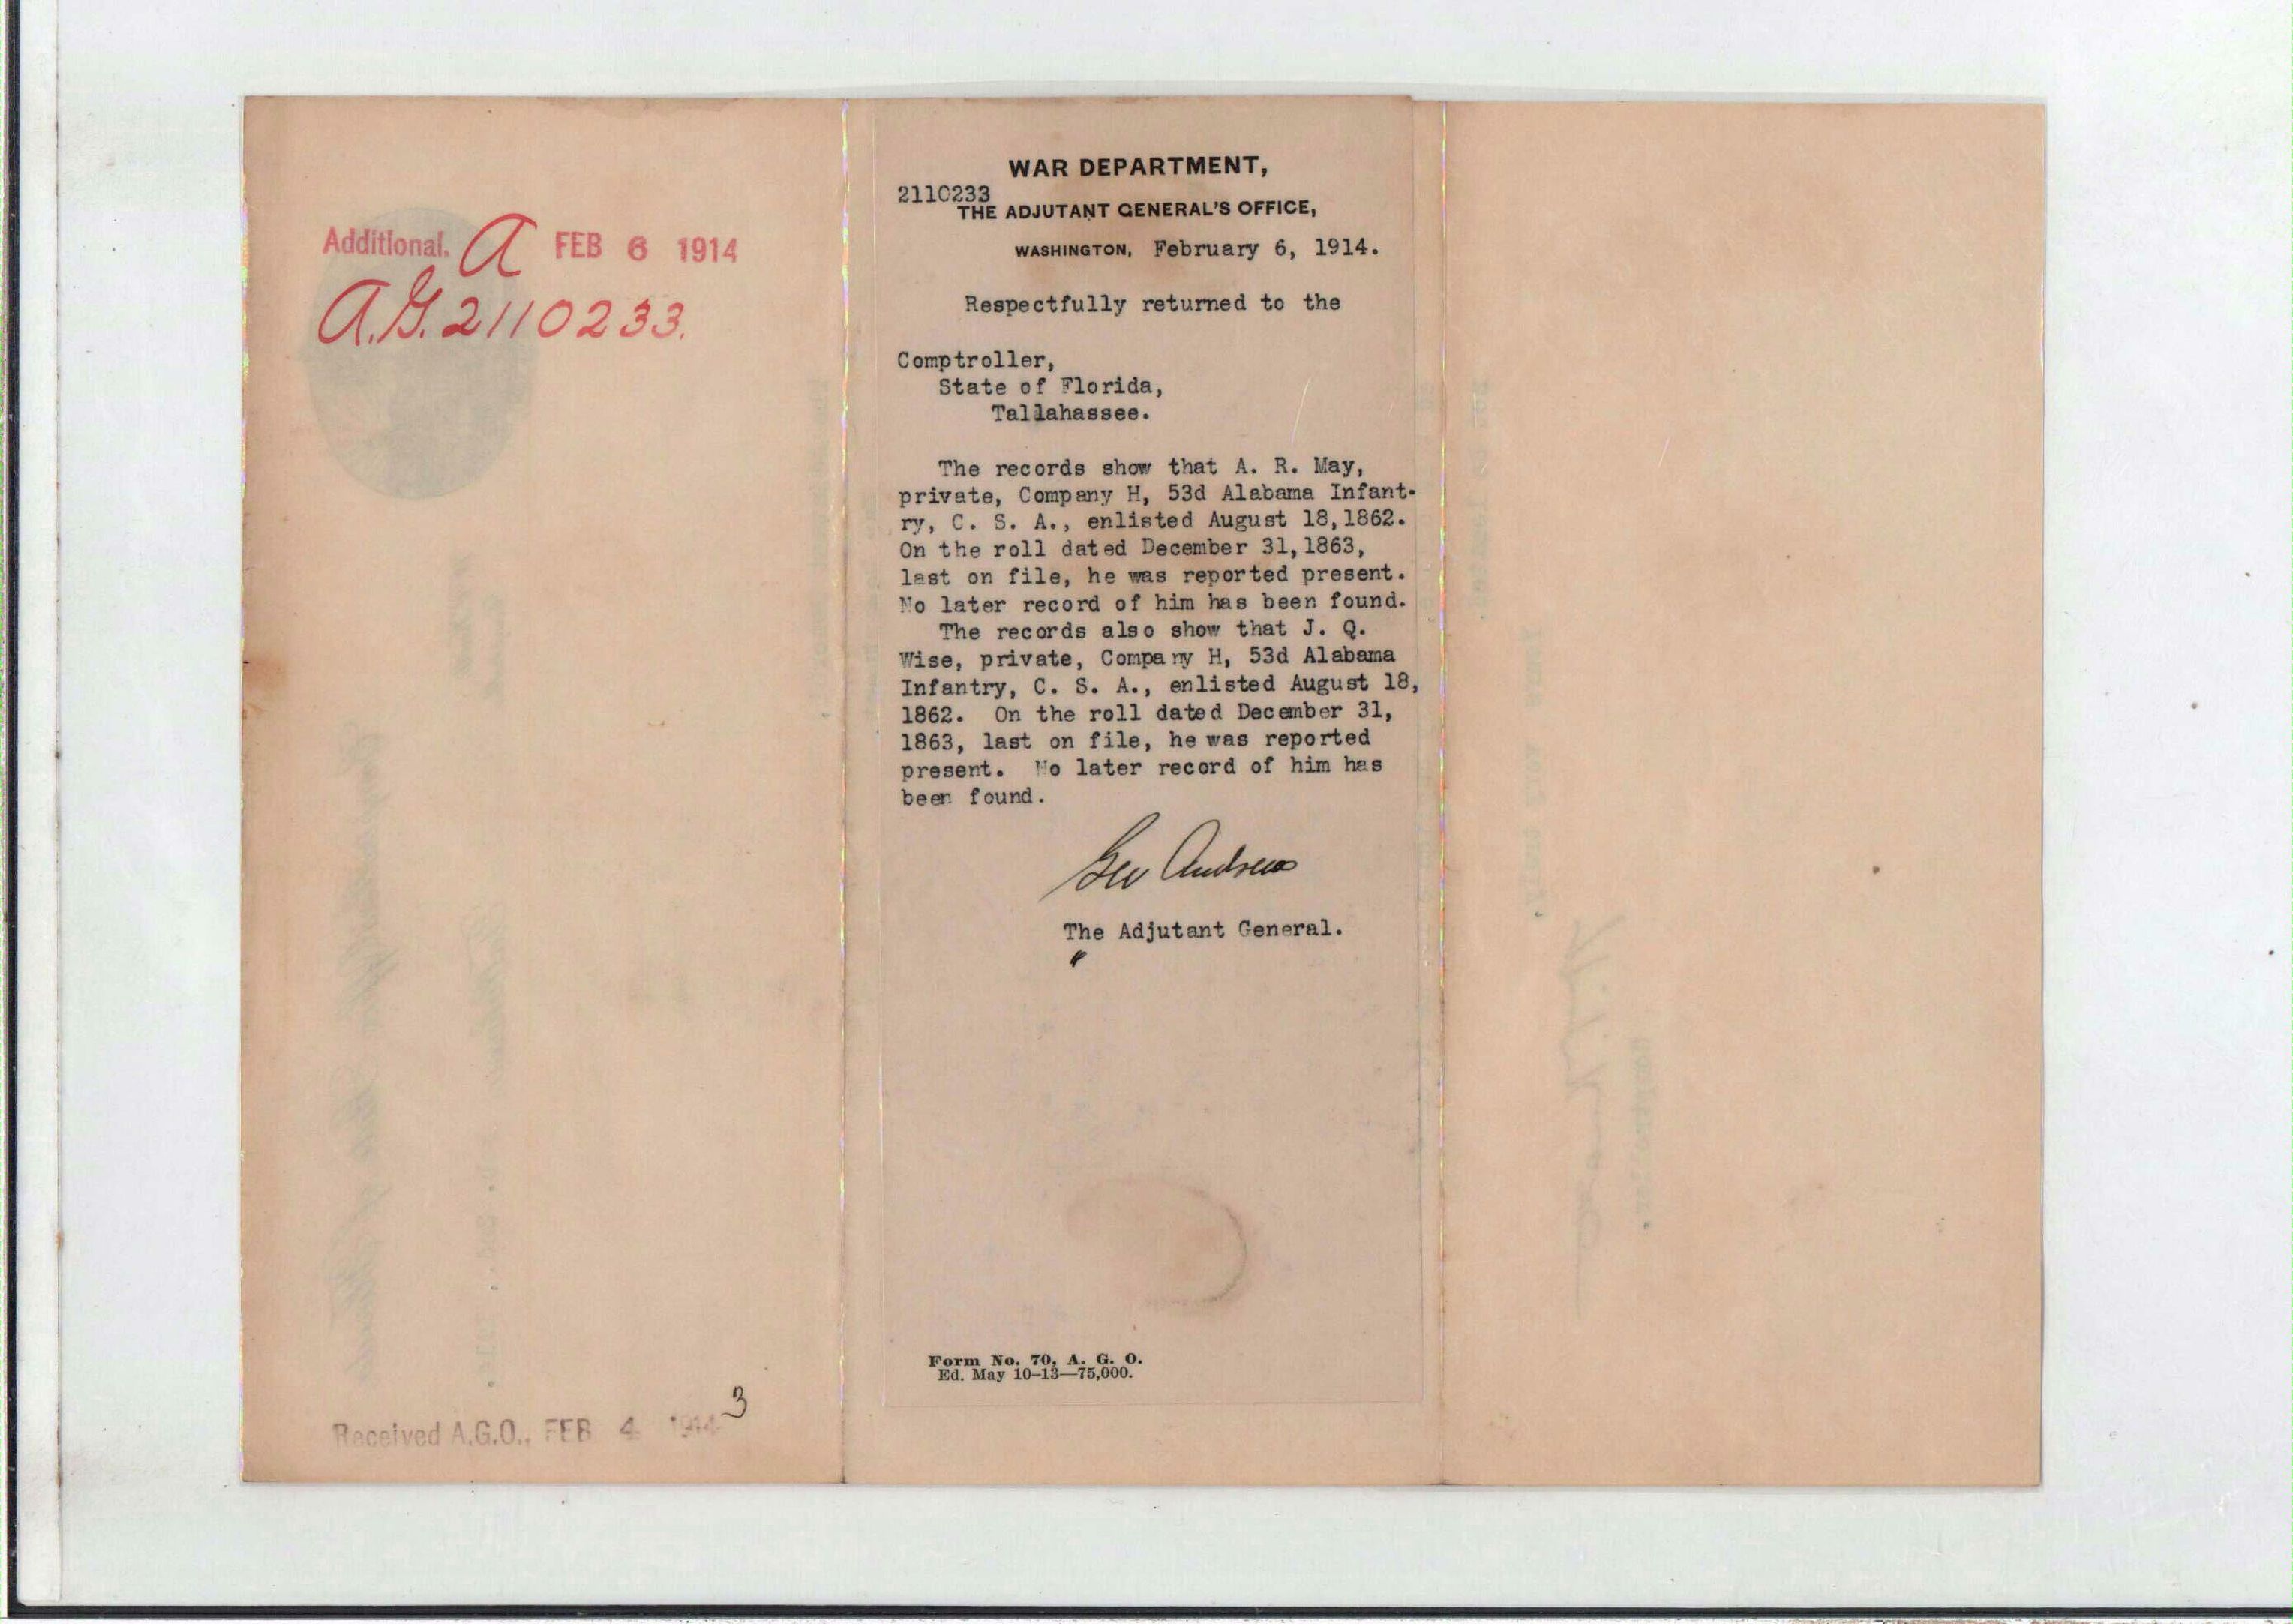 Additional. A FEB 6 1914
A.G. 2110233.
Received A.G.O., FEB 4 1914
3
WAR DEPARTMENT,
2110233
THE ADJUTANT GENERAL'S OFFICE,
WASHINGTON, February 6, 1914.
Respectfully returned to the
Comptroller,
State of Florida,
Tallahassee.
The records show that A. R. May,
private, Company H, 53d Alabama Infant-
ry, C. S. A., enlisted August 18,1862.
On the roll dated December 31,1863,
last on file, he was reported present.
No later record of him has been found.
The records also show that J. Q.
Wise, private, Company H, 53d Alabama
Infantry, C. S. A., enlisted August 18,
1862. On the roll dated December 31,
1863, last on file, he was reported
present. No later record of him has
been found.
Geo Andrews
The Adjutant General.
Form No. 70, A. G. O.
Ed. May 10-13—75,000.